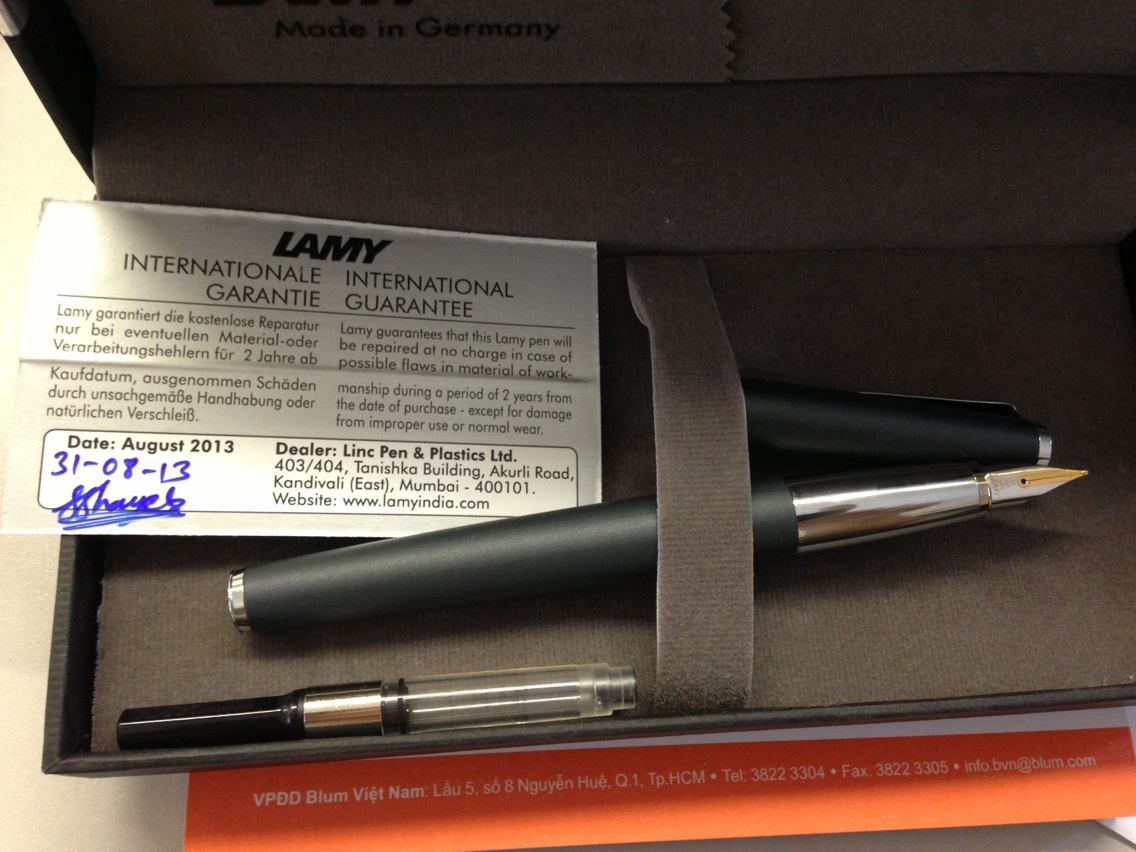 Made in Germany
LAMY
INTERNATIONALE
GARANTIE
Lamy garantiert die kostenlose Reparatur
nur bei eventuellen Material-oder
Verarbeitungshehlern für 2 Jahre ab
Kaufdatum, ausgenommen Schäden
durch unsachgemäße Handhabung oder
natürlichen Verschleiß.
INTERNATIONAL
GUARANTEE
Lamy guarantees that this Lamy pen will
be repaired at no charge in case of
possible flaws in material of work-
manship during a period of 2 years from
the date of purchase - except for damage
from improper use or normal wear.
Date: August 2013
31-08-13
Dealer: Linc Pen & Plastics Ltd.
403/404, Tanishka Building, Akurli Road,
Kandivali (East), Mumbai - 400101.
Website: www.lamyindia.com
VPĐD Blum Việt Nam: Lầu 5, số 8 Nguyễn Huệ, Q.1, Tp.HCM • Tel: 3822 3304 • Fax: 3822 3305 • info.bvn@blum.com